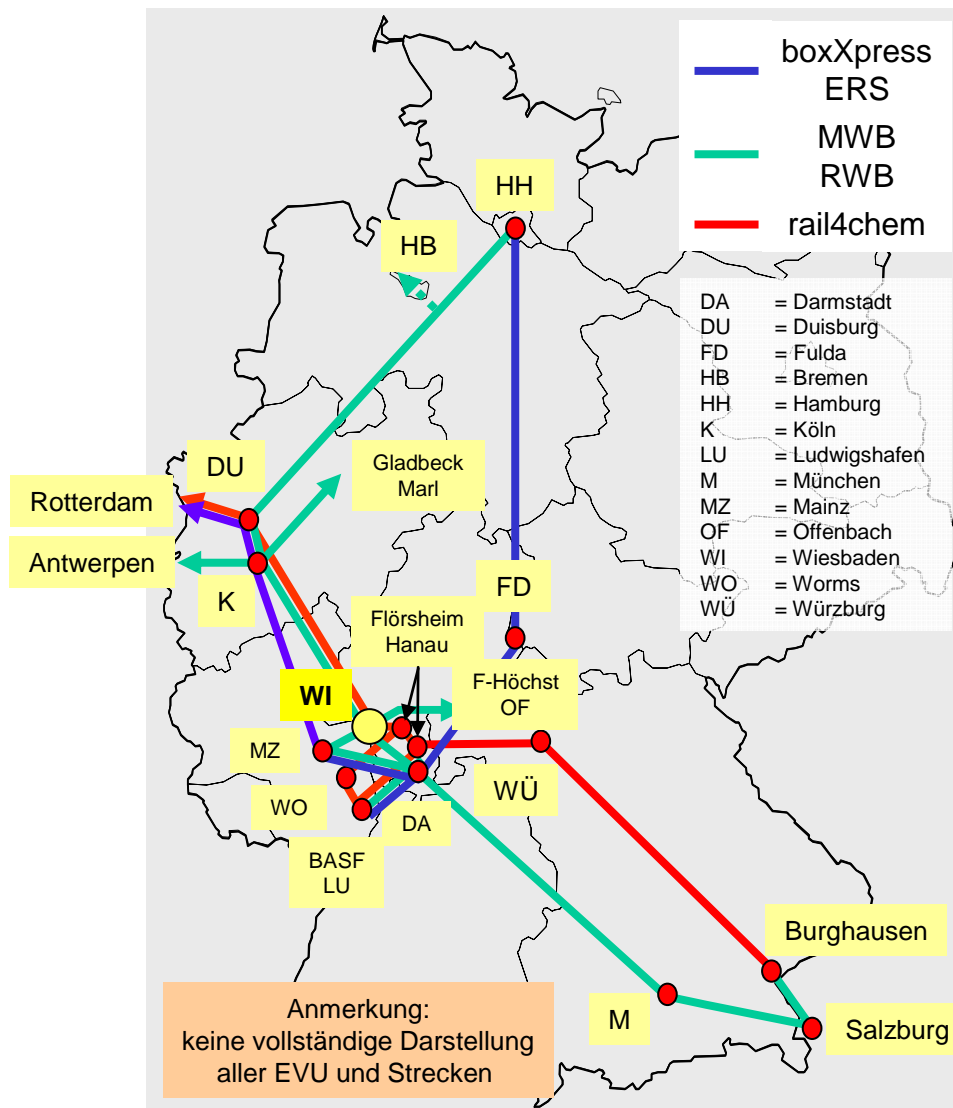 boxXpress
ERS
MWB
RWB
rail4chem
HH
HB
DA = Darmstadt
DU = Duisburg
FD = Fulda
HB = Bremen
HH = Hamburg
K = Köln
LU = Ludwigshafen
M = München
MZ = Mainz
OF = Offenbach
WI = Wiesbaden
WO = Worms
WÜ = Würzburg
DU
Gladbeck
Marl
Rotterdam
Antwerpen
K
FD
Flörsheim
Hanau
WI
F-Höchst
OF
MZ
WÜ
WO
DA
BASF
LU
Burghausen
M
Salzburg
Anmerkung:
keine vollständige Darstellung
aller EVU und Strecken